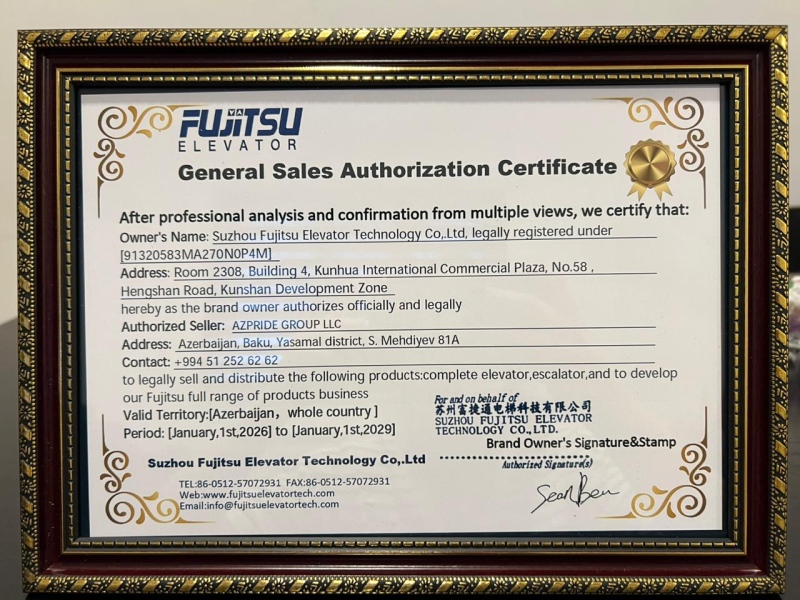 FUJITSU
ELEVATOR
General Sales Authorization Certificate
After professional analysis and confirmation from multiple views, we certify that:
Owner's Name: Suzhou Fujitsu Elevator Technology Co,.Ltd, legally registered under
[91320583MA270N0P4M]
Address: Room 2308, Building 4, Kunhua International Commercial Plaza, No.58 ,
Hengshan Road, Kunshan Development Zone
hereby as the brand owner authorizes officially and legally
Authorized Seller: AZPRIDE GROUP LLC
Address: Azerbaijan, Baku, Yasamal district, S. Mehdiyev 81A
Contact: +994 51 252 62 62
to legally sell and distribute the following products:complete elevator,escalator,and to develop
our Fujitsu full range of products business
Valid Territory:[Azerbaijan, whole country ]
Period: [January,1st,2026] to [January,1st,2029]
For and on behalf of
苏州富捷通电梯科技有限公司
SUZHOU FUJITSU ELEVATOR
TECHNOLOGY CO.,LTD.
Brand Owner's Signature&Stamp
Authorized Signature(s)
Suzhou Fujitsu Elevator Technology Co,.Ltd
TEL:86-0512-57072931 FAX:86-0512-57072931
Web:www.fujitsuelevatortech.com
Email:info@fujitsuelevatortech.com